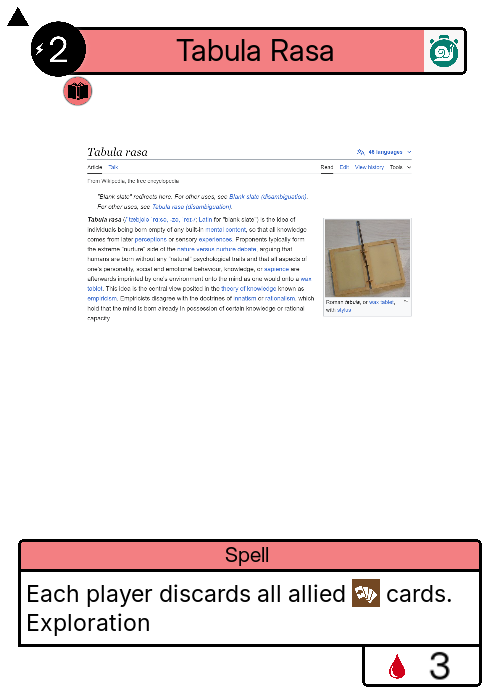 2
Tabula Rasa
Tabula rasa
46 languages
Article Talk
Read Edit View history Tools
From Wikipedia, the free encyclopedia
"Blank slate" redirects here. For other uses, see Blank slate (disambiguation).
For other uses, see Tabula rasa (disambiguation).
Tabula rasa Latin for "blank slate") is the idea of
individuals being born empty of any built-in mental content, so that all knowledge
comes from later perceptions or sensory experiences. Proponents typically form
the extreme "nurture" side of the nature versus nurture debate, arguing that
humans are born without any "natural" psychological traits and that all aspects of
one's personality, social and emotional behaviour, knowledge, or sapience are
afterwards imprinted by one's environment onto the mind as one would onto a wax
tablet. This idea is the central view posited in the theory of knowledge known as
empiricism. Empiricists disagree with the doctrines of innatism or rationalism, which
hold that the mind is born already in possession of certain knowledge or rational
capacity.
Roman tabula, or wax tablet,
with stylus
Spell
Each player discards all allied cards.
Exploration
3